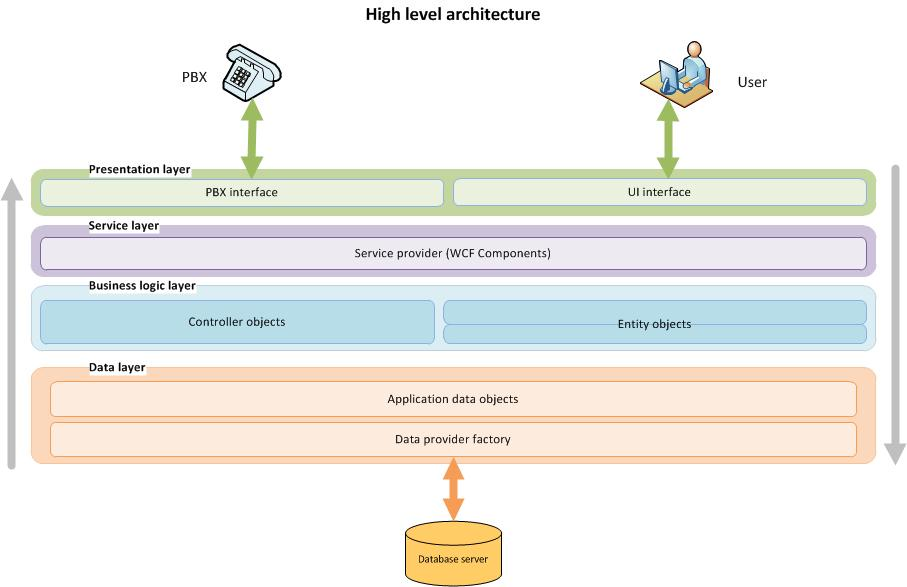 High level architecture
PBX
User
Presentation layer
PBX interface
UI interface
Service layer
Service provider (WCF Components)
Business logic layer
Controller objects
Entity objects
Data layer
Application data objects
Data provider factory
Database server